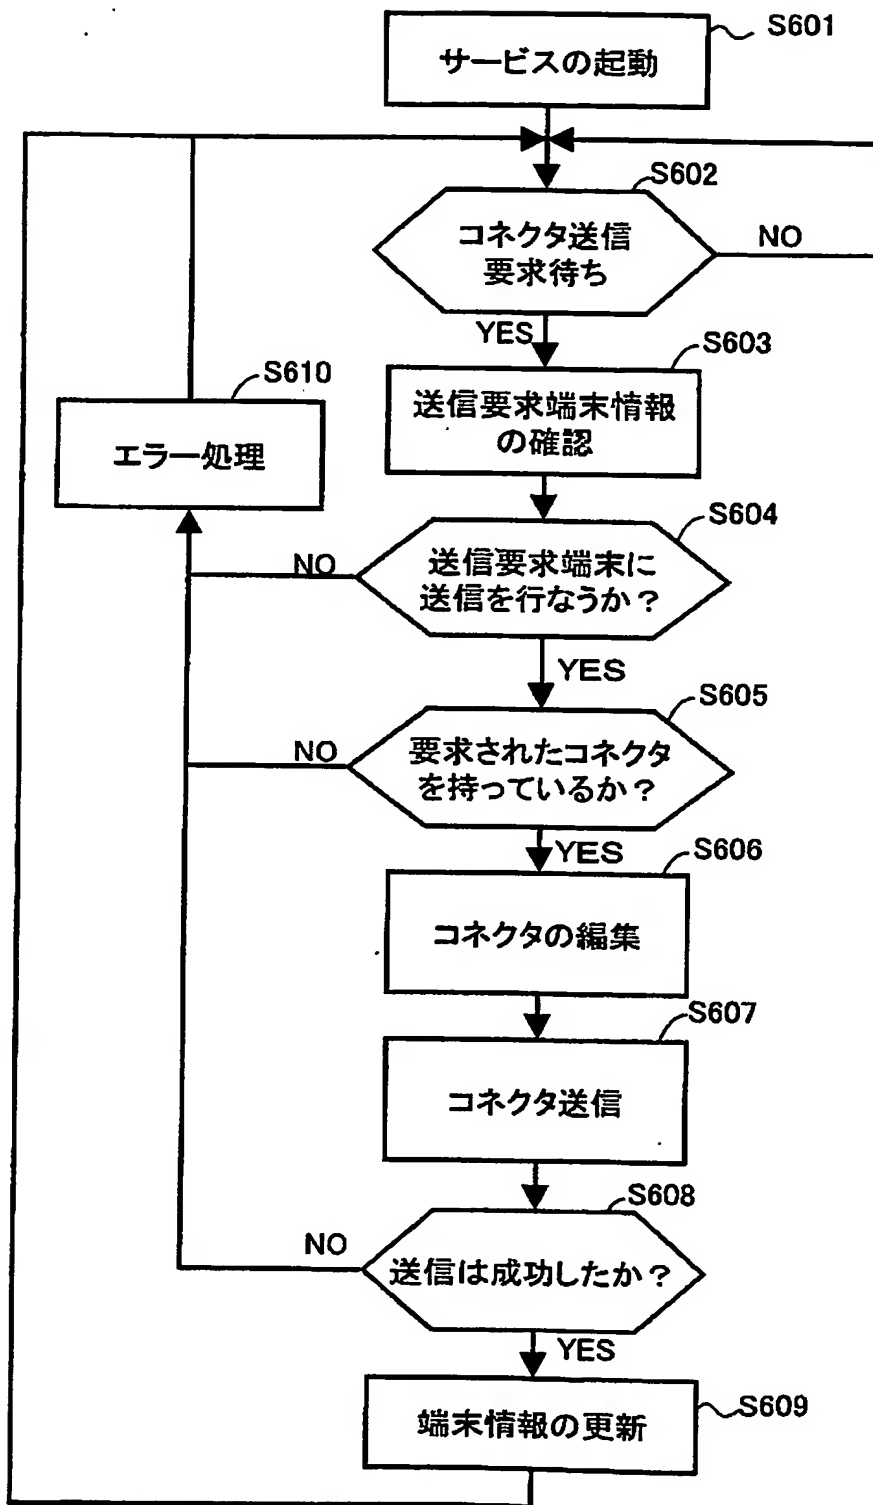 S601
サービスの起動
S602
コネクタ送信
要求待ち
NO
YES
S603
送信要求端末情報
の確認
S610
エラー処理
S604
送信要求端末に
送信を行なうか？
NO
YES
S605
要求されたコネクタ
を持っているか？
NO
YES
S606
コネクタの編集
S607
コネクタ送信
S608
送信は成功したか？
NO
YES
S609
端末情報の更新